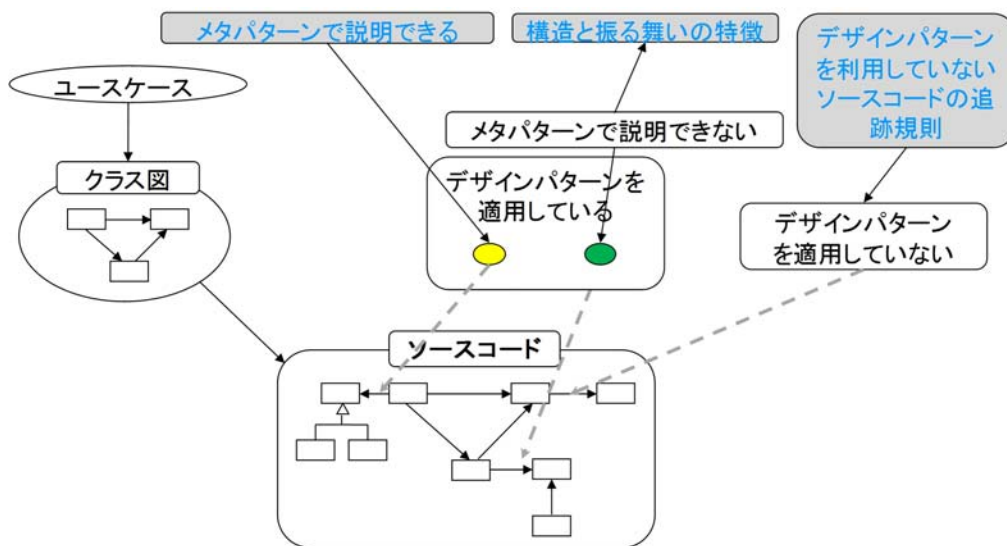 メタパターンで説明できる
構造と振る舞いの特徴
デザインパターン
を利用していない
ソースコードの追
跡規則
ユースケース
メタパターンで説明できない
クラス図
デザインパターンを
適用している
デザインパターン
を適用していない
ソースコード